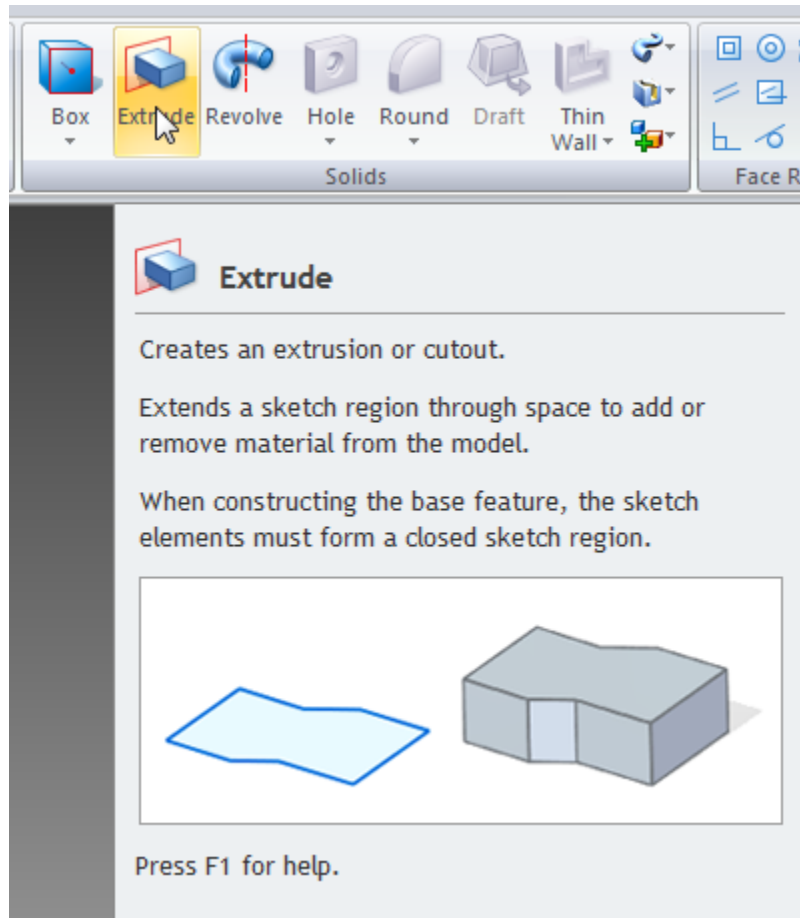 Box
Extrude
Revolve
Hole
Round
Draft
Thin
Wall
Solids
Face R
Extrude
Creates an extrusion or cutout.
Extends a sketch region through space to add or
remove material from the model.
When constructing the base feature, the sketch
elements must form a closed sketch region.
Press F1 for help.